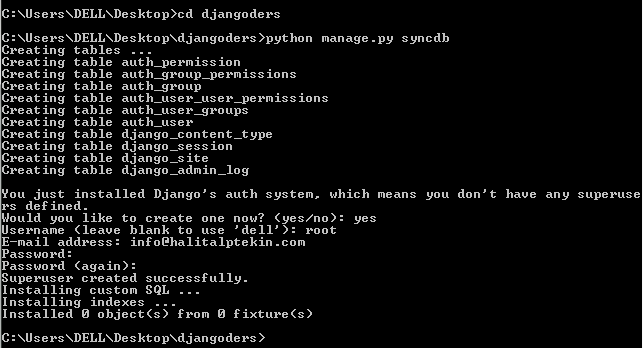 C:\Users\DELL\Desktop>cd djangoders
C:\Users\DELL\Desktop\djangoders>python manage.py syncdb
Creating tables ...
Creating table auth_permission
Creating table auth_group_permissions
Creating table auth_group
Creating table auth_user_user_permissions
Creating table auth_user_groups
Creating table auth_user
Creating table django_content_type
Creating table django_session
Creating table django_site
Creating table django_admin_log
You just installed Django's auth system, which means you don't have any superuse
rs defined.
Would you like to create one now? (yes/no): yes
Username (leave blank to use 'dell'): root
E-mail address: info@halitalptekin.com
Password:
Password (again):
Superuser created successfully.
Installing custom SQL ...
Installing indexes ...
Installed 0 object(s) from 0 fixture(s)
C:\Users\DELL\Desktop\djangoders>